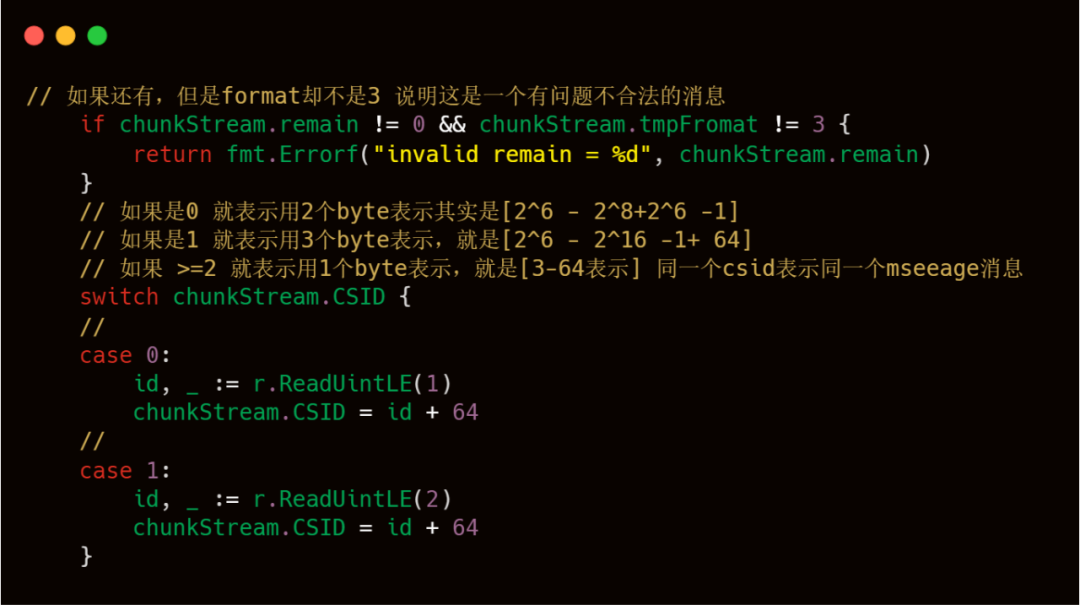 // 如果还有，但是format却不是3 说明这是一个有问题不合法的消息
if chunkStream.remain != 0 && chunkStream.tmpFromat != 3 {
return fmt.Errorf("invalid remain = %d", chunkStream.remain)
}
// 如果是0 就表示用2个byte表示其实是[2^6 - 2^8+2^6 -1]
// 如果是1 就表示用3个byte表示，就是[2^6 - 2^16 -1+ 64]
// 如果 >=2 就表示用1个byte表示，就是[3-64表示] 同一个csid表示同一个mseeage消息
switch chunkStream.CSID {
//
case 0:
id, _ := r.ReadUintLE(1)
chunkStream.CSID = id + 64
//
case 1:
id, _ := r.ReadUintLE(2)
chunkStream.CSID = id + 64
}